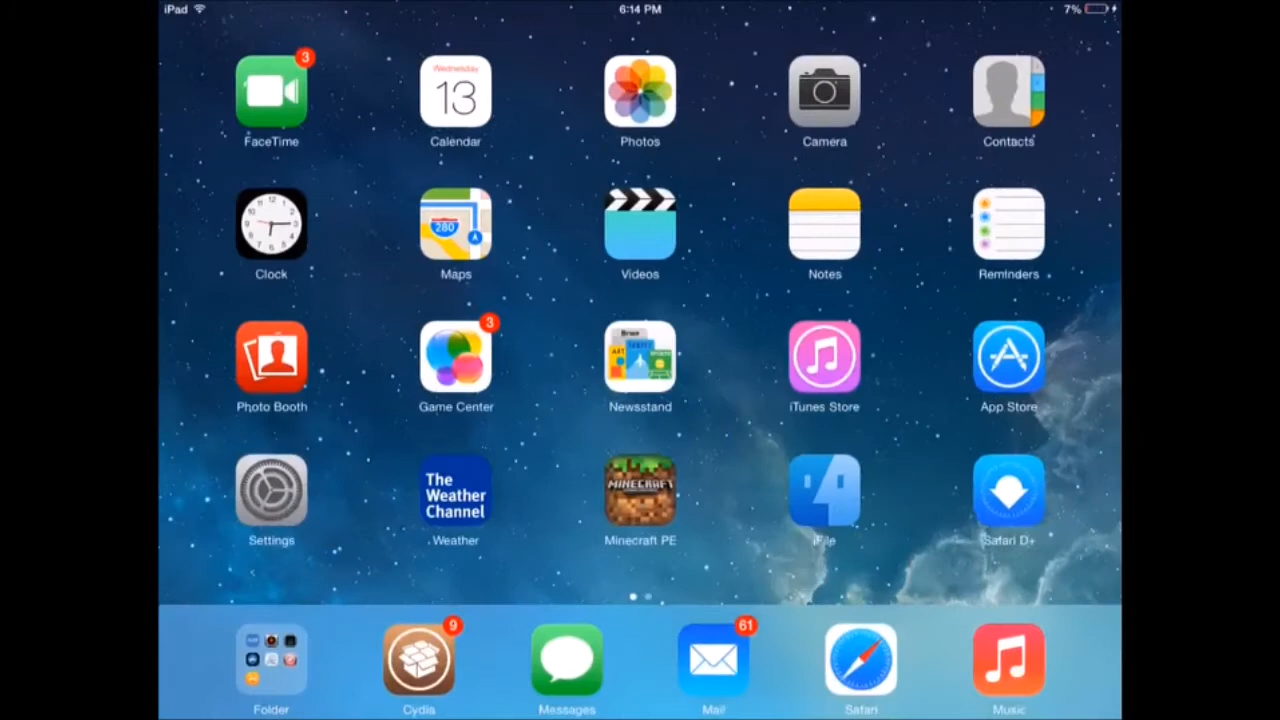 iPad 6:14 PM 7%
3
Wednesday
13
FaceTime Calendar Photos Camera Contacts
12
280
Clock Maps Videos Notes Reminders
3
Photo Booth Game Center Newsstand iTunes Store App Store
The
Weather
Channel
MINECRAFT
Settings Weather Minecraft PE iFile Safari D+
9 61
Folder Cydia Messages Mail Safari Music